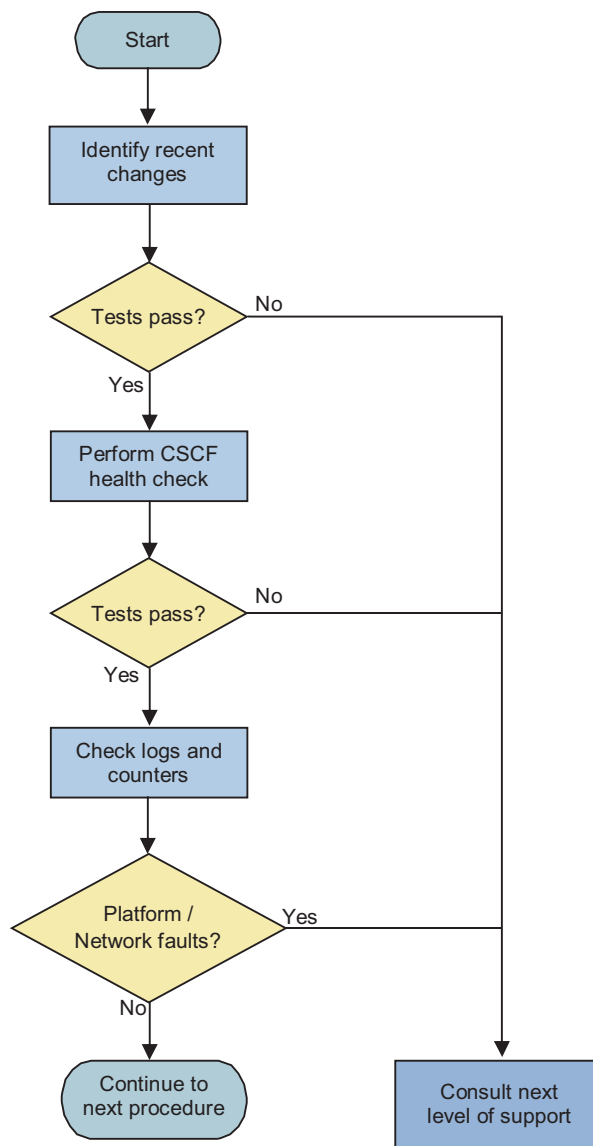 Start
Identify recent
changes
Tests pass?
No
Yes
Perform CSCF
health check
Tests pass?
No
Yes
Check logs and
counters
Platform /
Network faults?
Yes
No
Continue to
next procedure
Consult next
level of support